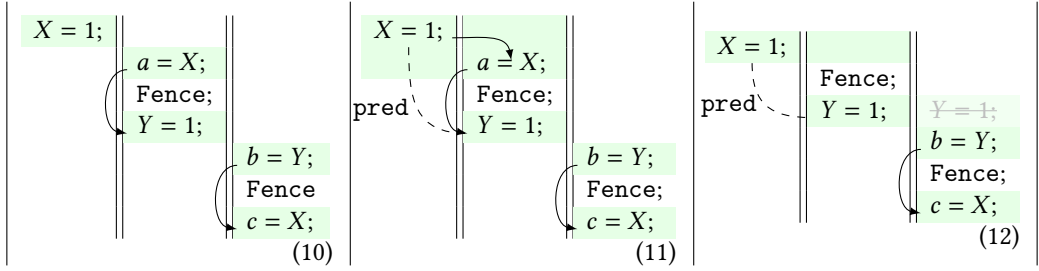 X = 1;
a = X;
Fence;
Y = 1;
b = Y;
Fence
c = X;
(10)
X = 1;
a = X;
pred
Fence;
Y = 1;
b = Y;
Fence;
c = X;
(11)
X = 1;
Fence;
pred
Y = 1;
Y = 1;
b = Y;
Fence;
c = X;
(12)